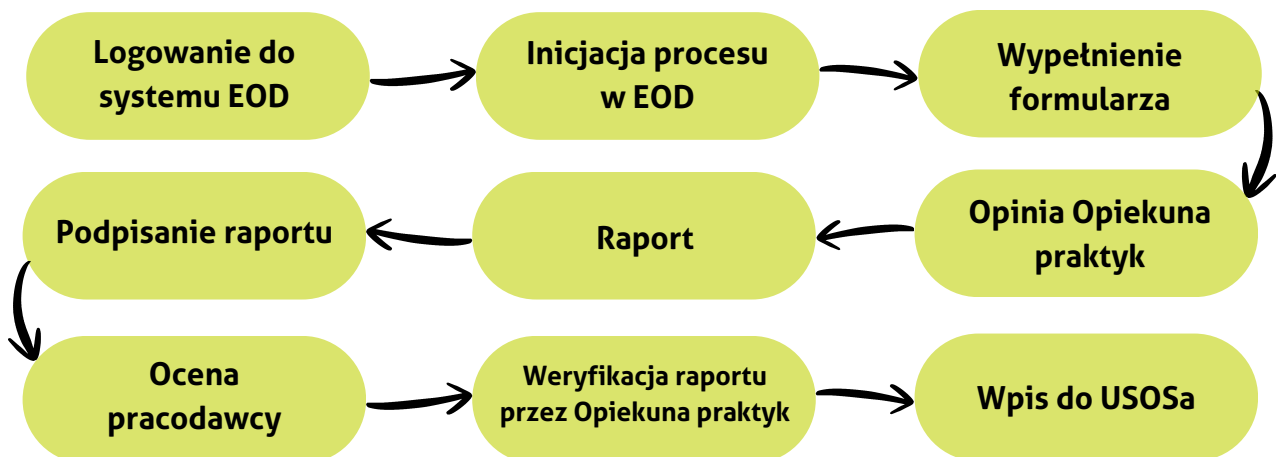 Logowanie do
systemu EOD
Inicjacja procesu
w EOD
Wypełnienie
formularza
Opinia Opiekuna
praktyk
Raport
Podpisanie raportu
Ocena
pracodawcy
Weryfikacja raportu
przez Opiekuna praktyk
Wpis do USOSa